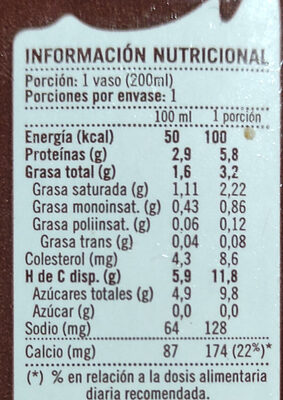 INFORMACIÓN NUTRICIONAL
Porción: 1 vaso (200ml)
Porciones por envase: 1
100 ml 1 porción
Energía (kcal) 50 100
Proteínas (g) 2,9 5,8
Grasa total (g) 1,6 3,2
Grasa saturada (g) 1,11 2,22
Grasa monoinsat. (g) 0,43 0,86
Grasa poliinsat. (g) 0,06 0,12
Grasa trans (g) 0,04 0,08
Colesterol (mg) 4,3 8,6
H de C disp. (g) 5,9 11,8
Azúcares totales (g) 4,9 9,8
Azúcar (g) 0,0 0,0
Sodio (mg) 64 128
Calcio (mg) 87 174 (22%)*
(*) % en relación a la dosis alimentaria
diaria recomendada.